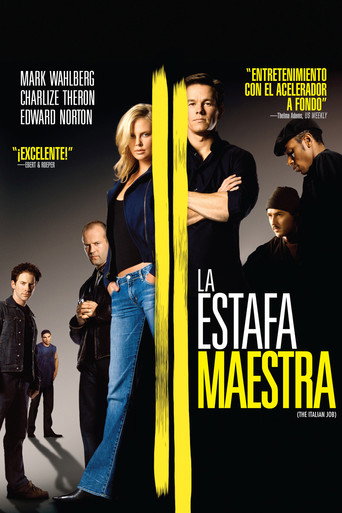 MARK WAHLBERG
CHARLIZE THERON
EDWARD NORTON
"¡EXCELENTE!"
—EBERT & ROEPER
"ENTRETENIMIENTO
CON EL ACELERADOR
A FONDO"
—Thelma Adams, US WEEKLY
LA
ESTAFA
MAESTRA
(THE ITALIAN JOB)